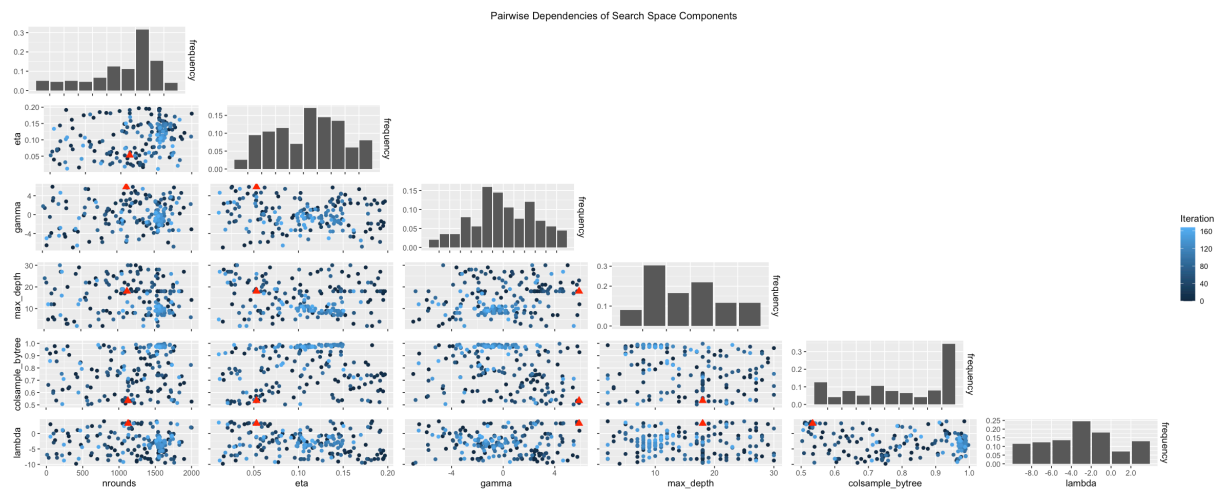 Pairwise Dependencies of Search Space Components
0.3
0.2
0.1
0.0
frequency
0.20
0.15
0.10
0.05
eta
0.15
0.10
0.05
0.00
frequency
4
0
-4
gamma
0.15
0.10
0.05
0.00
frequency
Iteration
160
120
80
40
0
30
20
10
max_depth
0.3
0.2
0.1
0.0
frequency
1.0
0.9
0.8
0.7
0.6
0.5
colsample_bytree
0.3
0.2
0.1
0.0
frequency
0
-5
-10
lambda
0.25
0.20
0.15
0.10
0.05
0.00
frequency
0 500 1000 1500 2000
0.05 0.10 0.15 0.20
-4 0 4
10 20 30
0.5 0.6 0.7 0.8 0.9 1.0
-8.0 -6.0 -4.0 -2.0 0.0 2.0
nrounds eta gamma max_depth colsample_bytree lambda